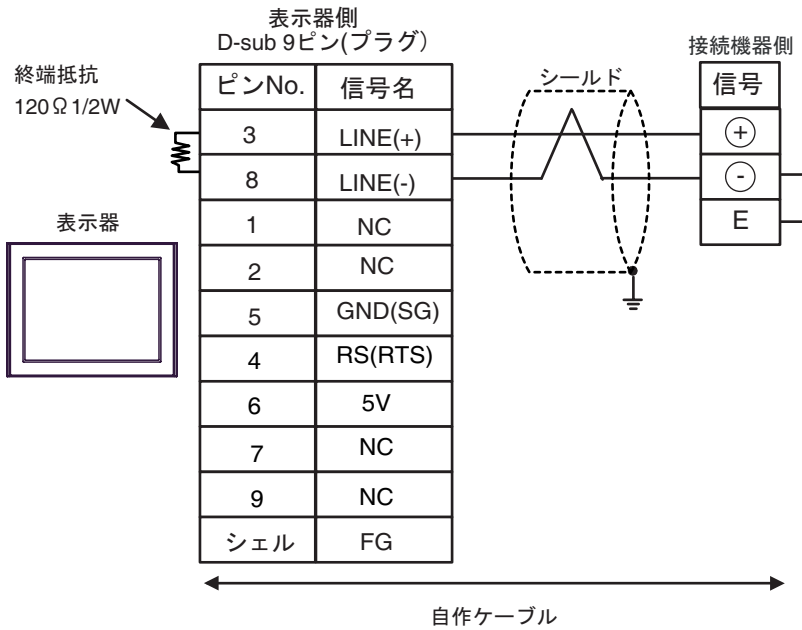 表示器側
D-sub 9ピン(プラグ)
接続機器側
終端抵抗
120Ω 1/2W
ピンNo. 信号名
シールド
信号
3 LINE(+)
+
8 LINE(-)
-
表示器
1 NC
E
2 NC
5 GND(SG)
4 RS(RTS)
6 5V
7 NC
9 NC
シェル FG
自作ケーブル